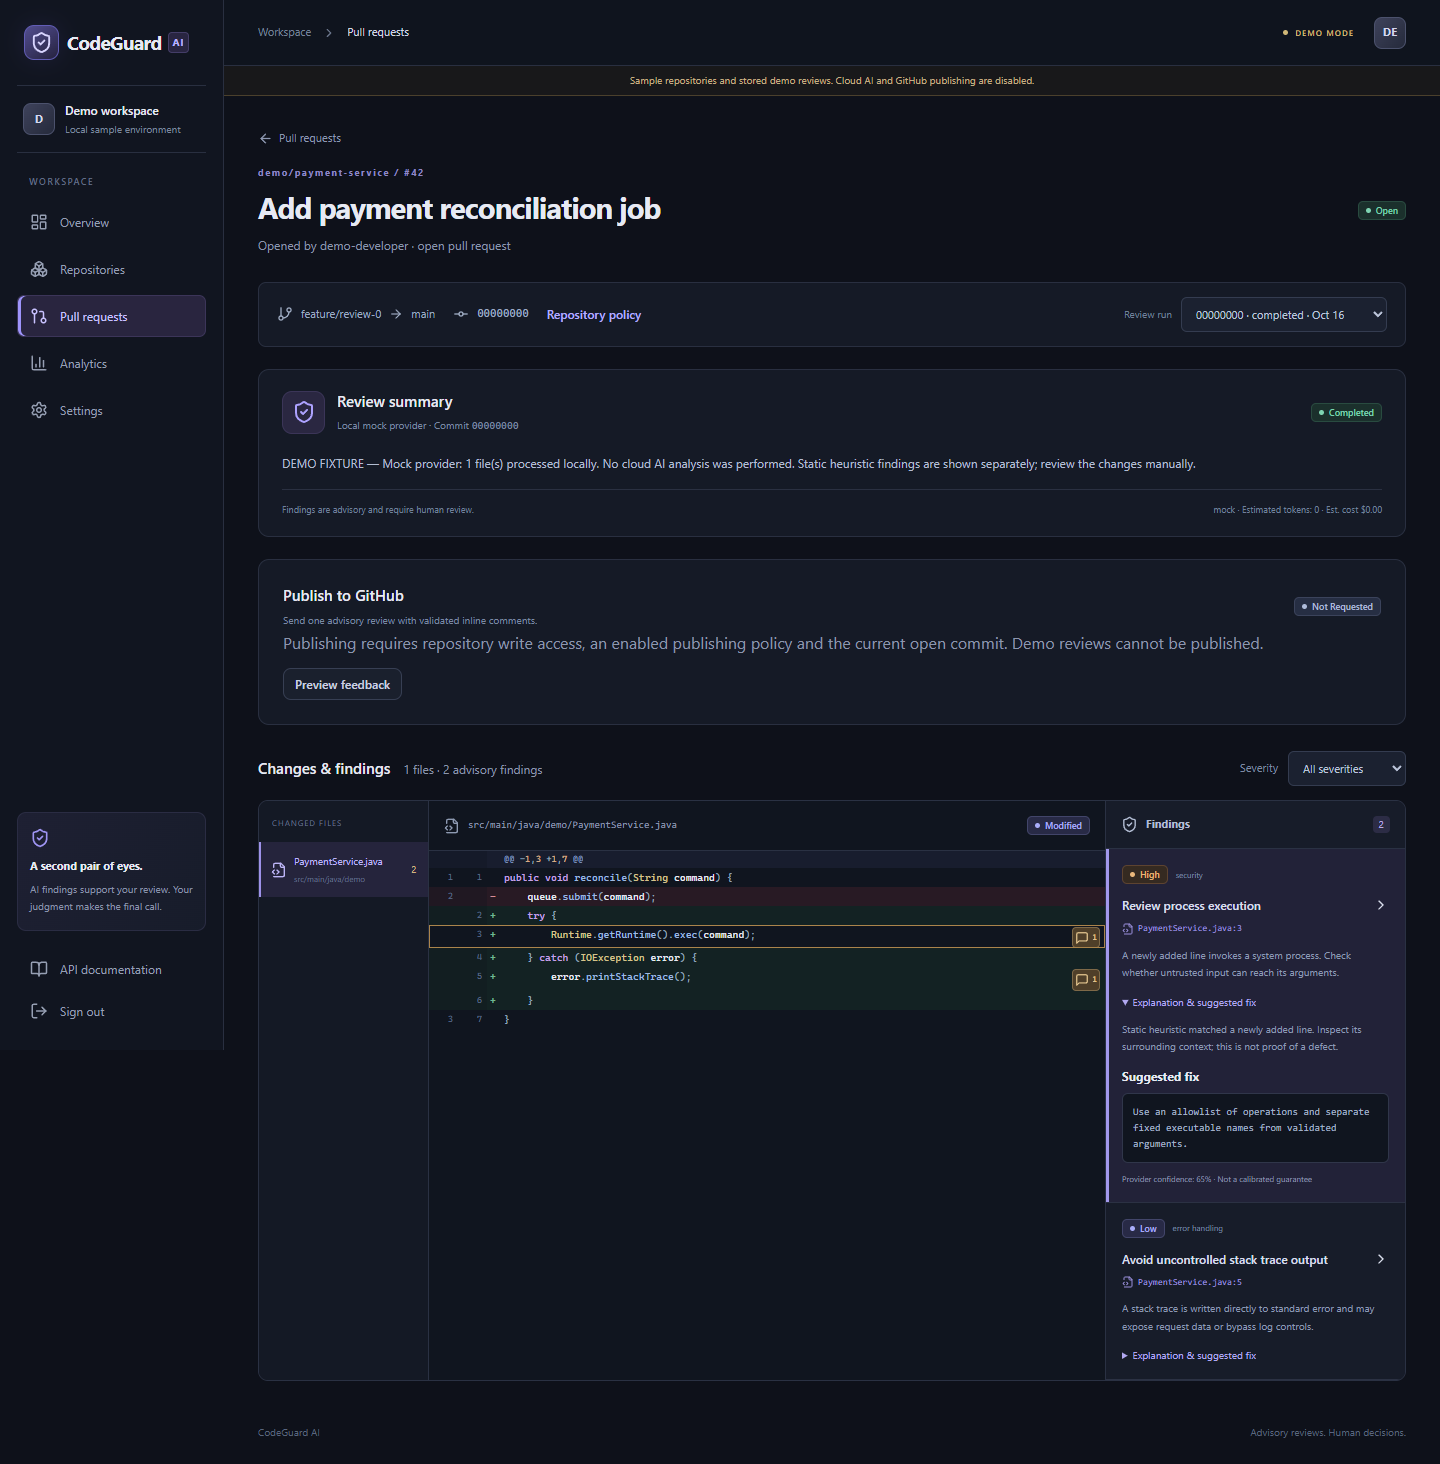 CodeGuard AI
D
Demo workspace
Local sample environment
WORKSPACE
Overview
Repositories
Pull requests
Analytics
Settings
A second pair of eyes.
AI findings support your review. Your
judgment makes the final call.
API documentation
Sign out
Workspace > Pull requests
DEMO MODE
DE
Sample repositories and stored demo reviews. Cloud AI and GitHub publishing are disabled.
← Pull requests
demo/payment-service / #42
Add payment reconciliation job
Open
Opened by demo-developer · open pull request
feature/review-0 → main 00000000 Repository policy
Review run 00000000 · completed · Oct 16
Review summary
Local mock provider · Commit 00000000
Completed
DEMO FIXTURE — Mock provider: 1 file(s) processed locally. No cloud AI analysis was performed. Static heuristic findings are shown separately; review the changes manually.
Findings are advisory and require human review.
mock · Estimated tokens: 0 · Est. cost $0.00
Publish to GitHub
Send one advisory review with validated inline comments.
Not Requested
Publishing requires repository write access, an enabled publishing policy and the current open commit. Demo reviews cannot be published.
Preview feedback
Changes & findings 1 files · 2 advisory findings
Severity All severities
CHANGED FILES
PaymentService.java
src/main/java/demo
2
src/main/java/demo/PaymentService.java
Modified
@@ -1,3 +1,7 @@
1 1 public void reconcile(String command) {
2 − queue.submit(command);
2 + try {
3 + Runtime.getRuntime().exec(command); 1
4 + } catch (IOException error) {
5 + error.printStackTrace(); 1
6 + }
3 7 }
Findings 2
High security
Review process execution
PaymentService.java:3
A newly added line invokes a system process. Check
whether untrusted input can reach its arguments.
▼ Explanation & suggested fix
Static heuristic matched a newly added line. Inspect its
surrounding context; this is not proof of a defect.
Suggested fix
Use an allowlist of operations and separate
fixed executable names from validated
arguments.
Provider confidence: 65% · Not a calibrated guarantee
Low error handling
Avoid uncontrolled stack trace output
PaymentService.java:5
A stack trace is written directly to standard error and may
expose request data or bypass log controls.
▶ Explanation & suggested fix
CodeGuard AI
Advisory reviews. Human decisions.